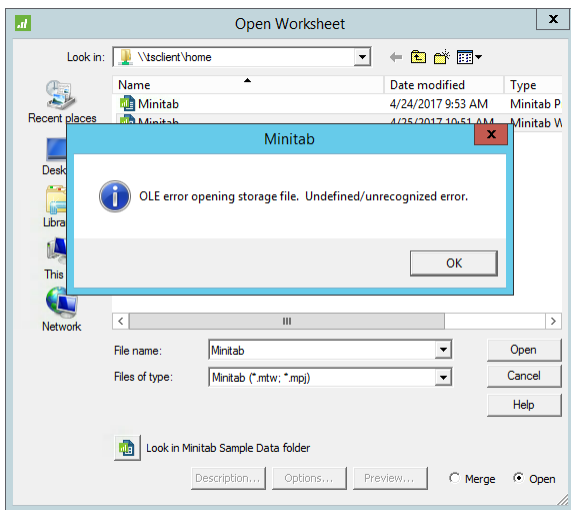 Open Worksheet
x
Look in: \\tsclient\home
Name Date modified Type
Minitab 4/24/2017 9:53 AM Minitab P
Minitab 4/25/2017 10:51 AM Minitab W
Recent places
Minitab
x
Desk
OLE error opening storage file. Undefined/unrecognized error.
Libra
OK
This
Network
File name: Minitab Open
Files of type: Minitab (*.mtw; *.mpj) Cancel
Help
Look in Minitab Sample Data folder
Description... Options... Preview... Merge Open